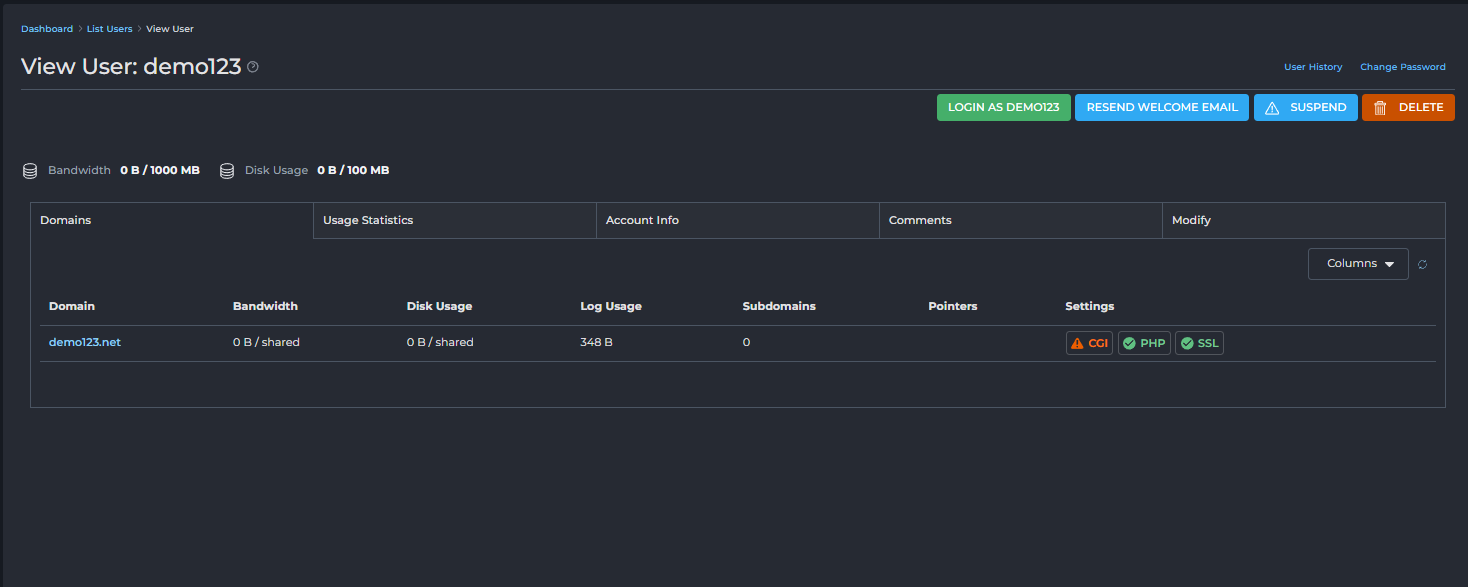 Dashboard > List Users > View User
View User: demo123
User History Change Password
LOGIN AS DEMO123 RESEND WELCOME EMAIL SUSPEND DELETE
Bandwidth 0 B / 1000 MB Disk Usage 0 B / 100 MB
Domains Usage Statistics Account Info Comments Modify
Columns
Domain Bandwidth Disk Usage Log Usage Subdomains Pointers Settings
demo123.net 0 B / shared 0 B / shared 348 B 0 CGI PHP SSL